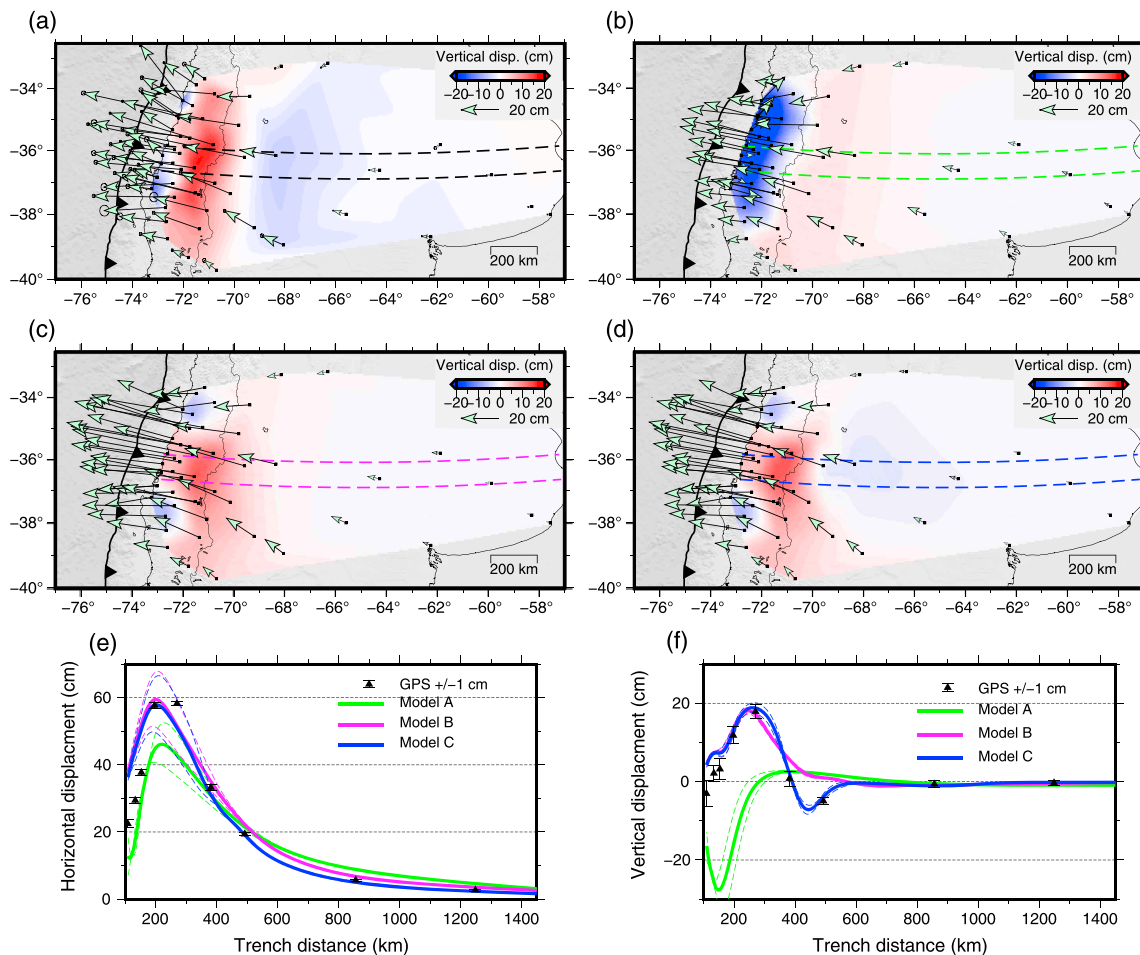 (a)
Vertical disp. (cm)
−20 −10 0 10 20
20 cm
200 km
−34°
−36°
−38°
−40°
−76° −74° −72° −70° −68° −66° −64° −62° −60° −58°
(b)
Vertical disp. (cm)
−20 −10 0 10 20
20 cm
200 km
−34°
−36°
−38°
−40°
−76° −74° −72° −70° −68° −66° −64° −62° −60° −58°
(c)
Vertical disp. (cm)
−20 −10 0 10 20
20 cm
200 km
−34°
−36°
−38°
−40°
−76° −74° −72° −70° −68° −66° −64° −62° −60° −58°
(d)
Vertical disp. (cm)
−20 −10 0 10 20
20 cm
200 km
−34°
−36°
−38°
−40°
−76° −74° −72° −70° −68° −66° −64° −62° −60° −58°
(e)
GPS +/−1 cm
Model A
Model B
Model C
Horizontal displacment (cm)
60
40
20
0
200 400 600 800 1000 1200 1400
Trench distance (km)
(f)
GPS +/−1 cm
Model A
Model B
Model C
Vertical displacment (cm)
20
0
−20
200 400 600 800 1000 1200 1400
Trench distance (km)